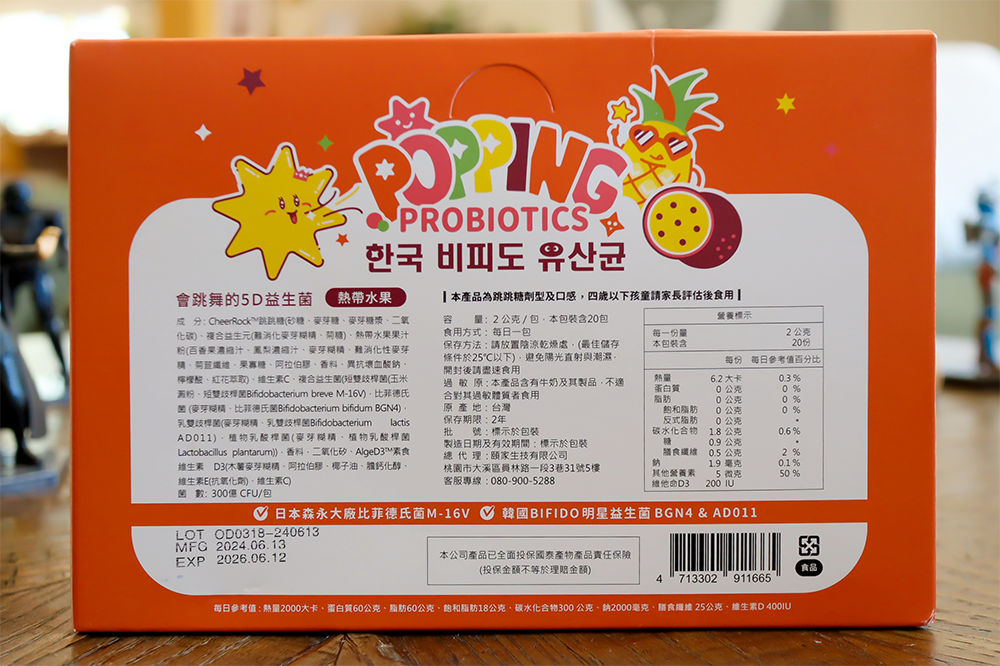 POPPING
PROBIOTICS
한국 비피도 유산균
會跳舞的5D益生菌 熱帶水果
成 分: CheerRock™跳跳糖(砂糖、麥芽糖、麥芽糖漿、二氧
化碳)、複合益生元(難消化麥芽糊精、菊糖)、熱帶水果果汁
粉(百香果濃縮汁、鳳梨濃縮汁、麥芽糊精、難消化性麥芽
精、菊苣纖維、果寡糖、阿拉伯膠、香料、異抗壞血酸鈉、
檸檬酸、紅花萃取)、維生素C、複合益生菌(短雙歧桿菌(玉米
澱粉、短雙歧桿菌Bifidobacterium breve M-16V)、比菲德氏
菌 (麥芽糊精、比菲德氏菌Bifidobacterium bifidum BGN4)、
乳雙歧桿菌(麥芽糊精、乳雙歧桿菌Bifidobacterium lactis
AD011)、植物乳酸桿菌(麥芽糊精、植物乳酸桿菌
Lactobacillus plantarum))、香料、二氧化矽、AlgeD3™素食
維生素 D3(木薯麥芽糊精、阿拉伯膠、椰子油、膽鈣化醇、
維生素E(抗氧化劑)、維生素C)
菌 數: 300億 CFU/包
| 本產品為跳跳糖劑型及口感，四歲以下孩童請家長評估後食用 |
容 量: 2 公克 / 包，本包裝含20包
食用方式: 每日一包
保存方法: 請放置陰涼乾燥處，(最佳儲存
條件於25℃以下)，避免陽光直射與潮濕，
開封後請盡速食用
過 敏 原: 本產品含有牛奶及其製品，不適
合對其過敏體質者食用
原 產 地: 台灣
保存期限: 2年
批 號: 標示於包裝
製造日期及有效期間: 標示於包裝
總 代 理: 頤家生技有限公司
桃園市大溪區員林路一段3巷31號5樓
客服專線: 080-900-5288
營養標示
每一份量 2 公克
本包裝含 20份
每份 每日參考值百分比
熱量 6.2 大卡 0.3 %
蛋白質 0 公克 0 %
脂肪 0 公克 0 %
飽和脂肪 0 公克 0 %
反式脂肪 0 公克 *
碳水化合物 1.8 公克 0.6 %
糖 0.9 公克 *
膳食纖維 0.5 公克 2 %
鈉 1.9 毫克 0.1 %
其他營養素 5 微克 50 %
維他命D3 200 IU
日本森永大廠比菲德氏菌M-16V 韓國BIFIDO明星益生菌 BGN4 & AD011
LOT OD0318-240613
MFG 2024.06.13
EXP 2026.06.12
本公司產品已全面投保國泰產物產品責任保險
(投保金額不等於理賠金額)
4 713302 911665
食品
每日參考值: 熱量2000大卡、蛋白質60公克、脂肪60公克、飽和脂肪18公克、碳水化合物300 公克、鈉2000毫克、膳食纖維 25公克、維生素D 400IU